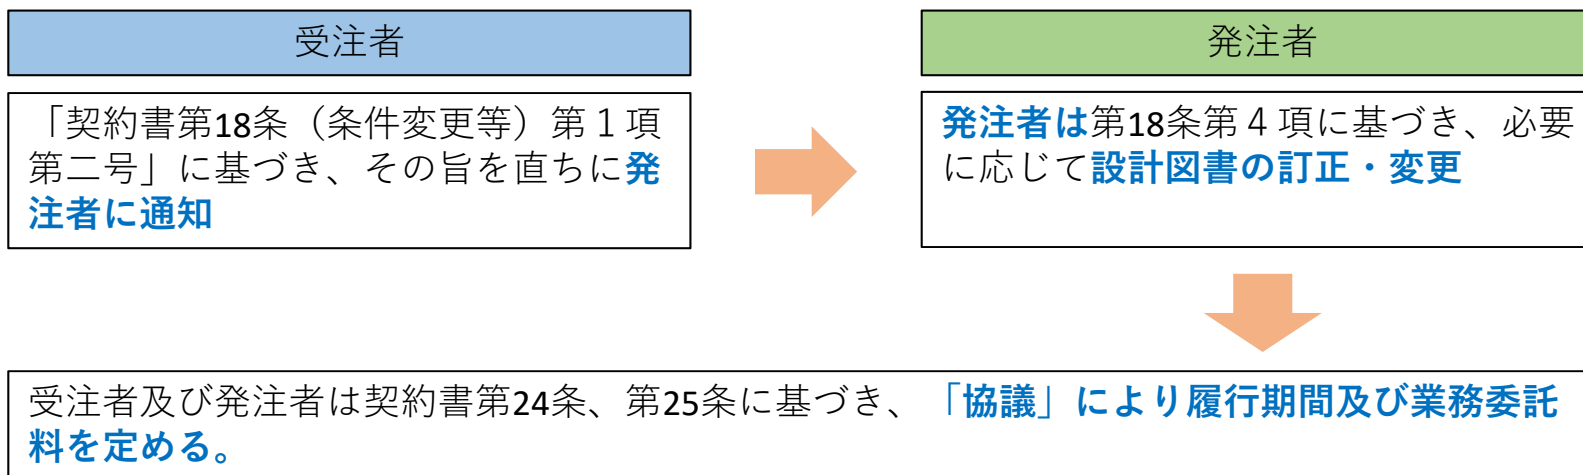 受注者
発注者
「契約書第18条（条件変更等）第１項
第二号」に基づき、その旨を直ちに発
注者に通知
発注者は第18条第４項に基づき、必要
に応じて設計図書の訂正・変更
受注者及び発注者は契約書第24条、第25条に基づき、「協議」により履行期間及び業務委託
料を定める。